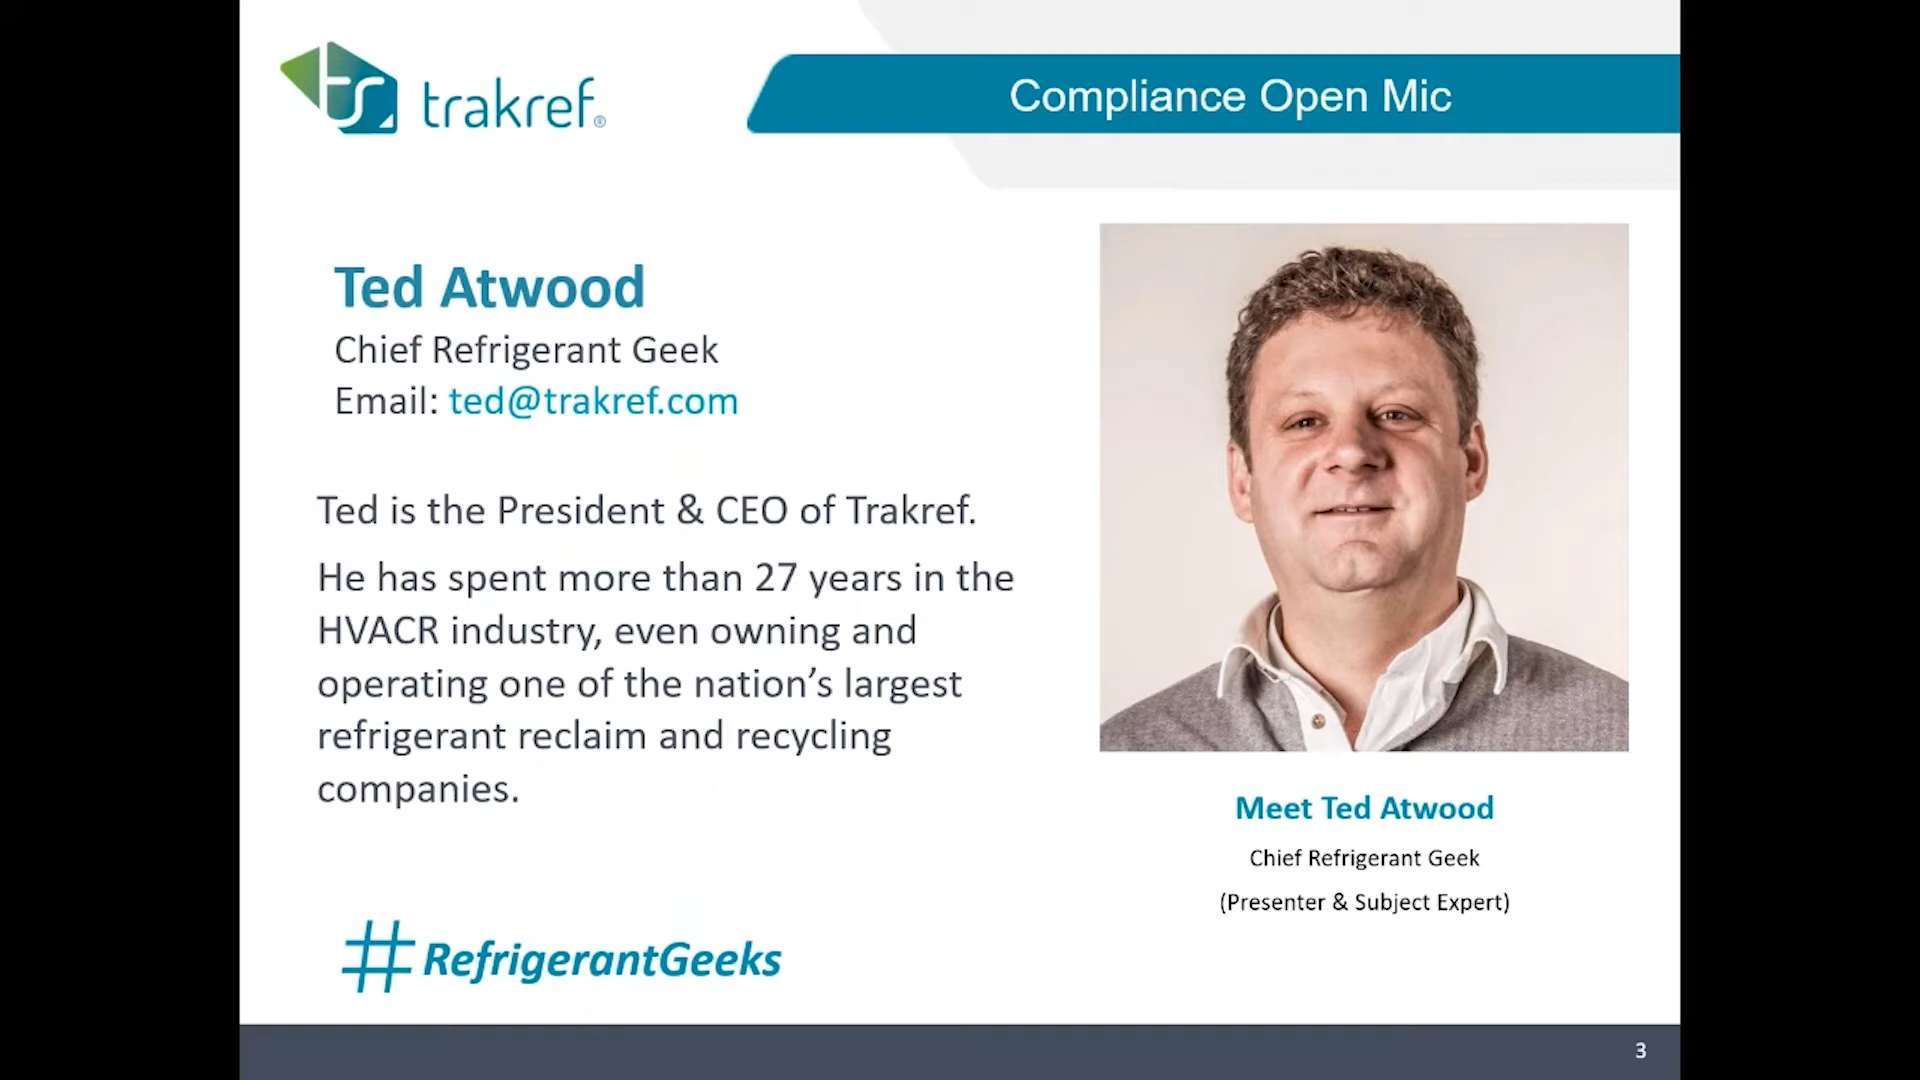 trakref®
Compliance Open Mic
Ted Atwood
Chief Refrigerant Geek
Email: ted@trakref.com
Ted is the President & CEO of Trakref.
He has spent more than 27 years in the
HVACR industry, even owning and
operating one of the nation’s largest
refrigerant reclaim and recycling
companies.
Meet Ted Atwood
Chief Refrigerant Geek
(Presenter & Subject Expert)
#RefrigerantGeeks
3